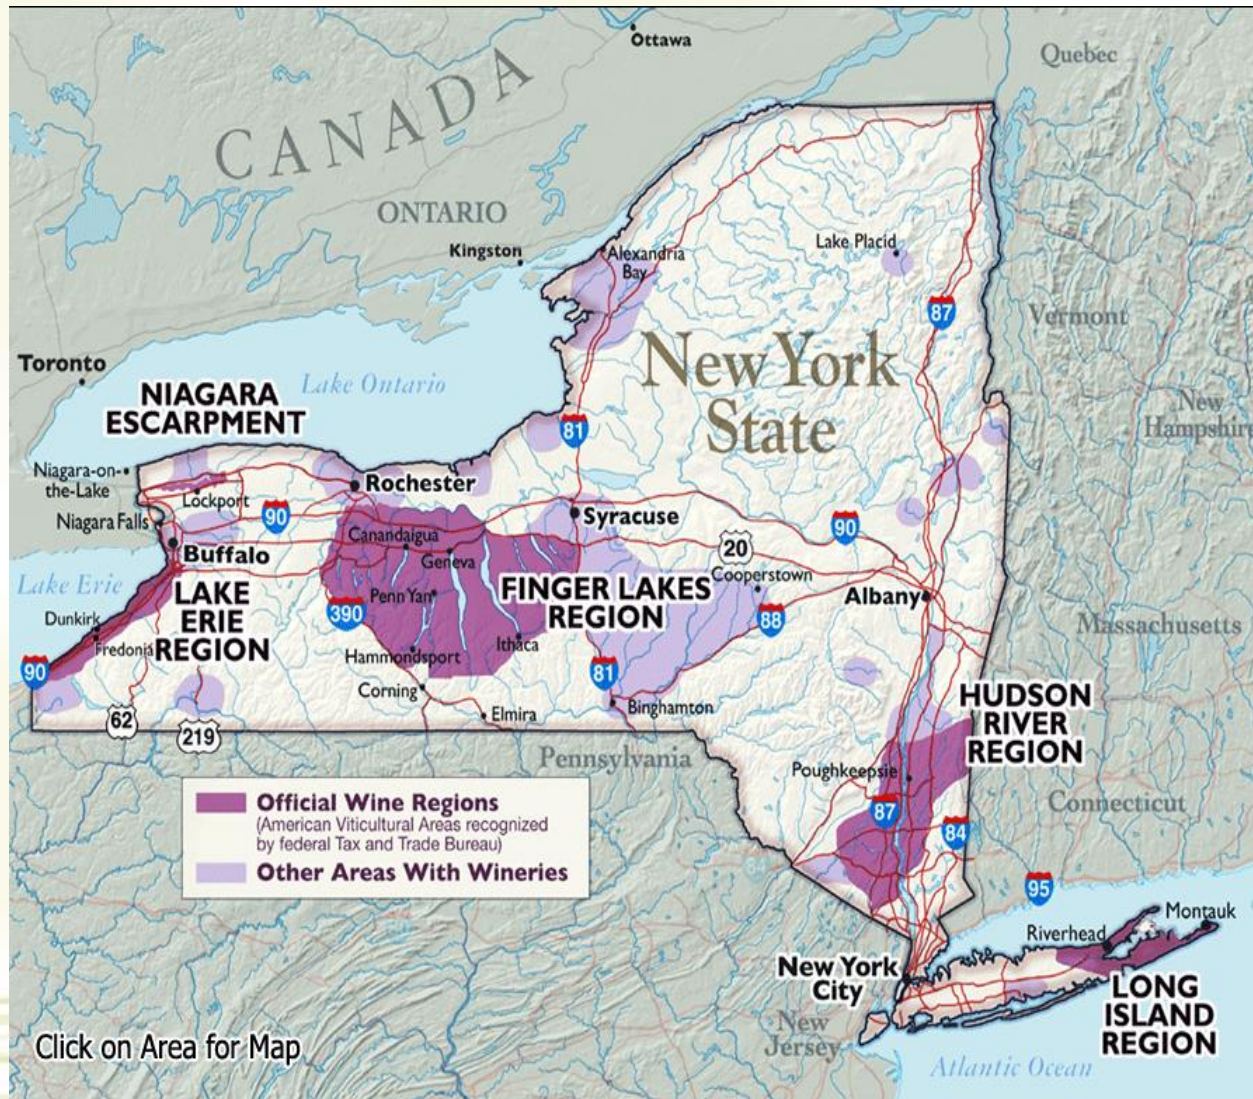 Ottawa
Quebec
CANADA
ONTARIO
Kingston
Alexandria
Bay
Lake Placid
87
Vermont
Toronto
Lake Ontario
New York
State
NIAGARA
ESCARPMENT
81
New
Hampshire
Niagara-on-
the-Lake
Lockport
Rochester
Niagara Falls
90
Syracuse
90
Buffalo
Canandaigua
Geneva
20
Cooperstown
Lake Erie
LAKE
ERIE
REGION
390
Penn Yan
FINGER LAKES
REGION
88
Albany
Dunkirk
Fredonia
Massachusetts
90
Hammondsport
Ithaca
81
Corning
Binghamton
62
219
Elmira
HUDSON
RIVER
REGION
Pennsylvania
Poughkeepsie
87
84
Connecticut
Official Wine Regions
(American Viticultural Areas recognized
by federal Tax and Trade Bureau)
Other Areas With Wineries
95
Riverhead
Montauk
New York
City
LONG
ISLAND
REGION
New
Jersey
Click on Area for Map
Atlantic Ocean